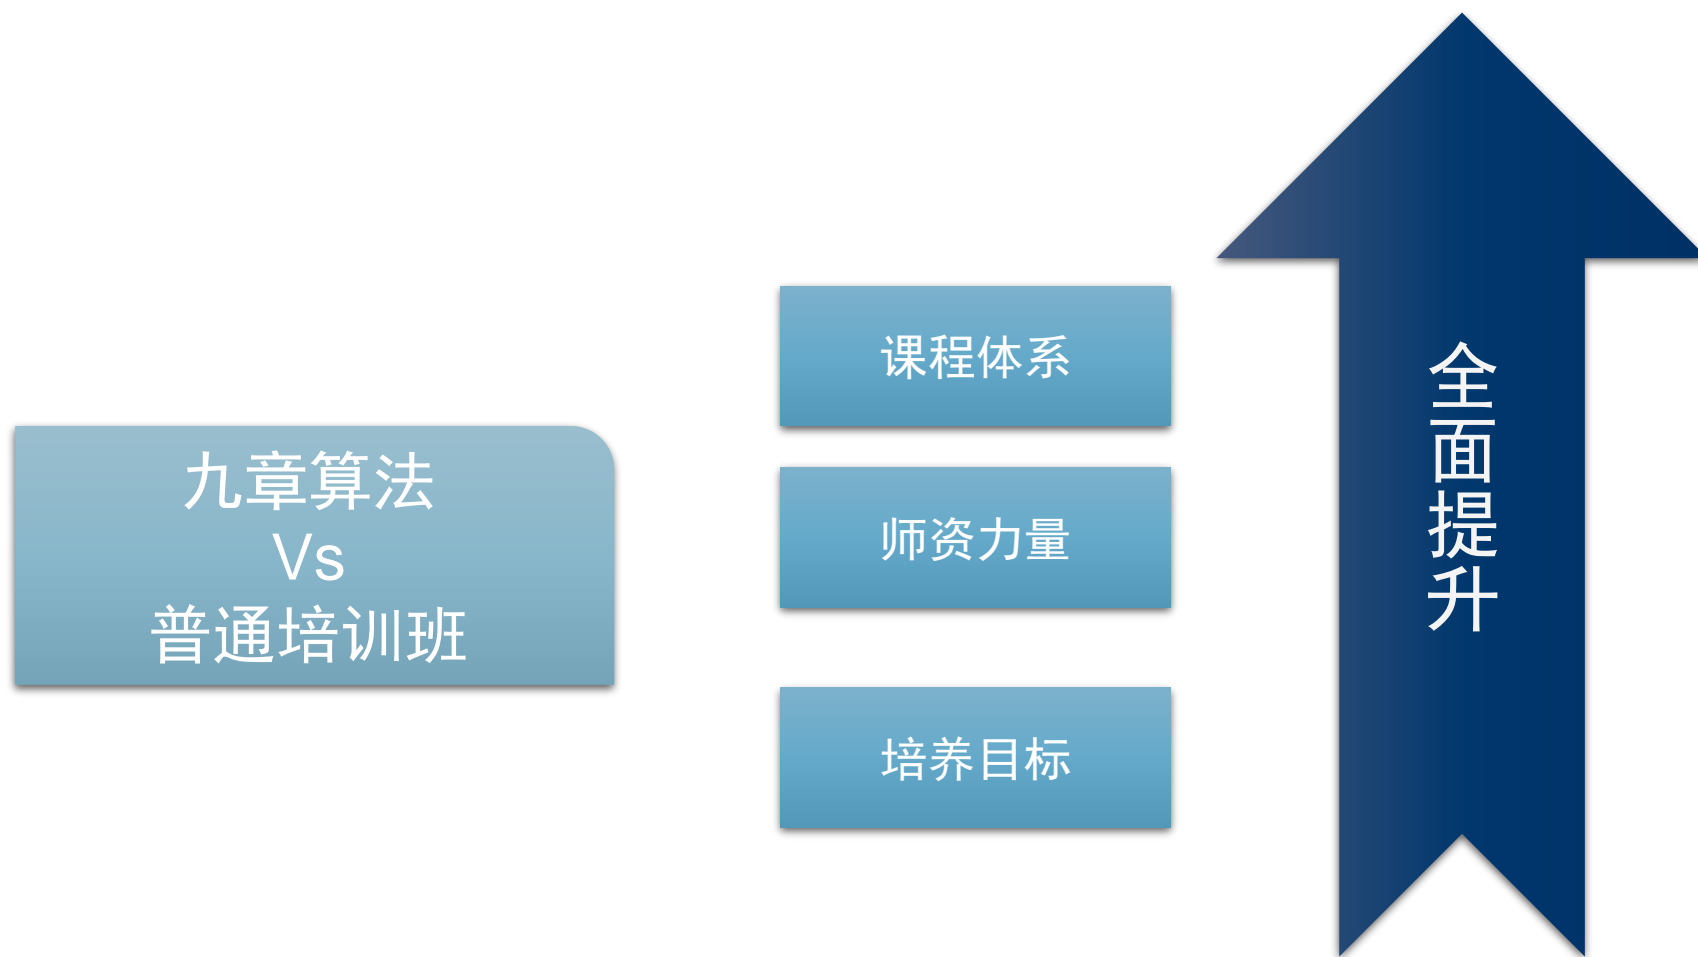 九章算法
Vs
普通培训班
课程体系
师资力量
培养目标
全面提升